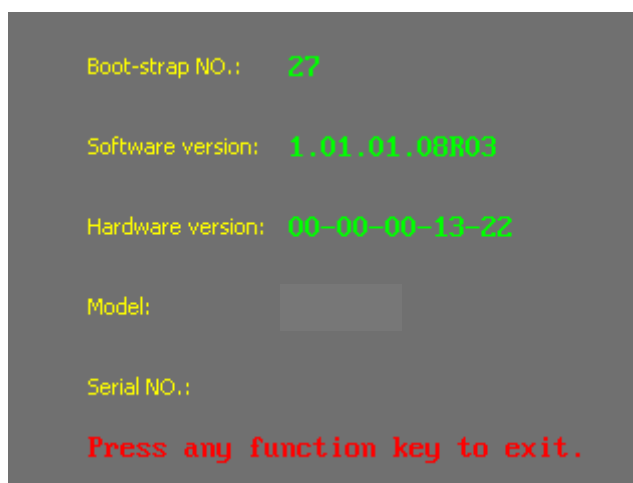 Boot-strap NO.: 27
Software version: 1.01.01.08R03
Hardware version: 00-00-00-13-22
Model:
Serial NO.:
Press any function key to exit.